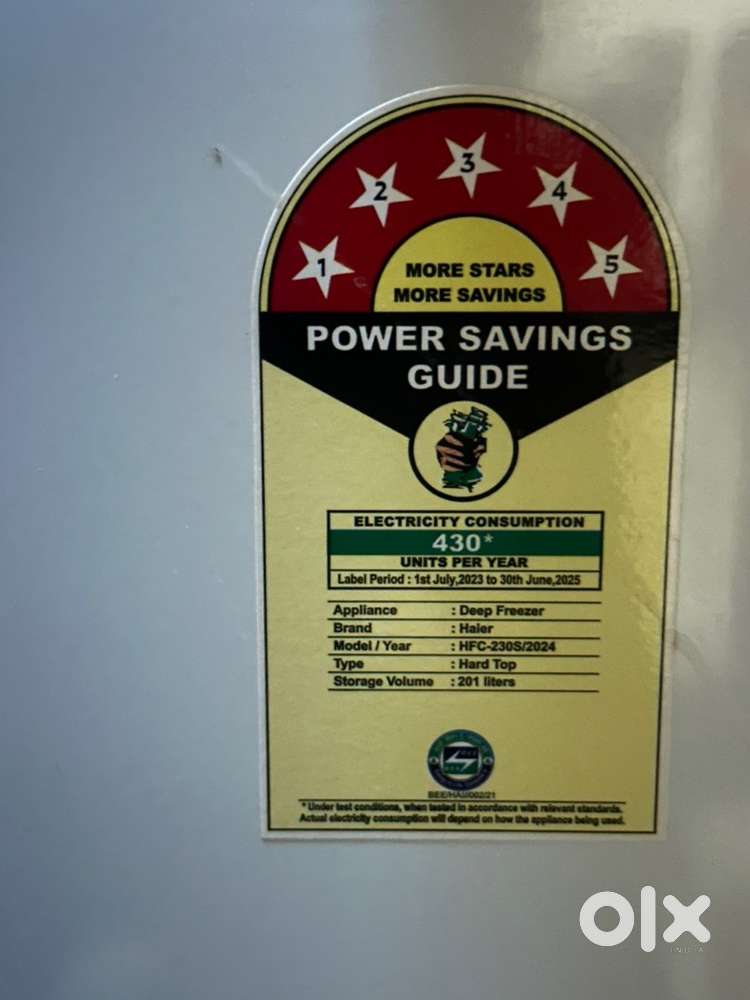 1 2 3 4 5
MORE STARS
MORE SAVINGS
POWER SAVINGS
GUIDE
ELECTRICITY CONSUMPTION
430*
UNITS PER YEAR
Label Period : 1st July,2023 to 30th June,2025
Appliance : Deep Freezer
Brand : Haier
Model / Year : HFC-230S/2024
Type : Hard Top
Storage Volume : 201 liters
* Under test conditions, when tested in accordance with relevant standards.
Actual electricity consumption will depend on how the appliance being used.
olx
INDIA